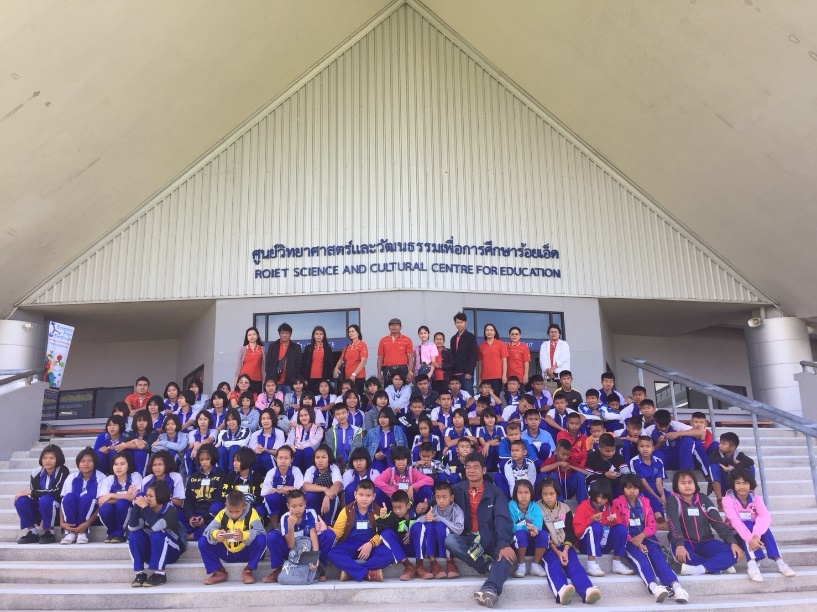 ศูนย์วิทยาศาสตร์และวัฒนธรรมเพื่อการศึกษาร้อยเอ็ด
ROIET SCIENCE AND CULTURAL CENTRE FOR EDUCATION